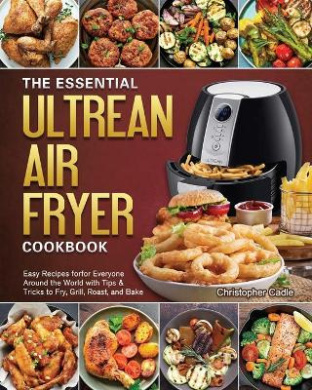 THE ESSENTIAL
ULTREAN
AIR
FRYER
COOKBOOK
Easy Recipes forfor Everyone
Around the World with Tips &
Tricks to Fry, Grill, Roast, and Bake
Christopher Cadle
ULTREAN